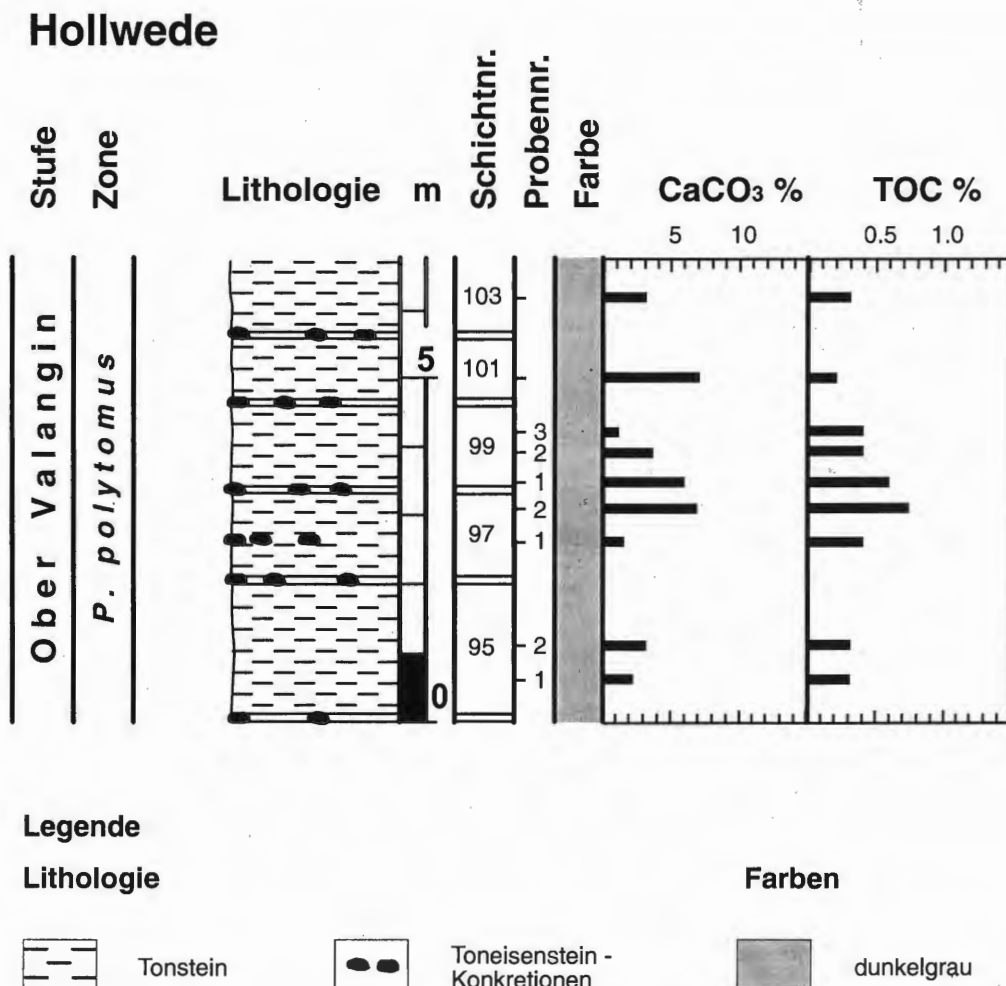 Hollwede
Stufe
Zone
Lithologie
m
Schichtnr.
Probennr.
Farbe
CaCO₃ %
TOC %
5 10
0.5 1.0
Ober Valangin
P. polytomus
5
0
103
101
99
97
95
3
2
1
2
1
2
1
Legende
Lithologie
Farben
Tonstein
Toneisenstein -
Konkretionen
dunkelgrau